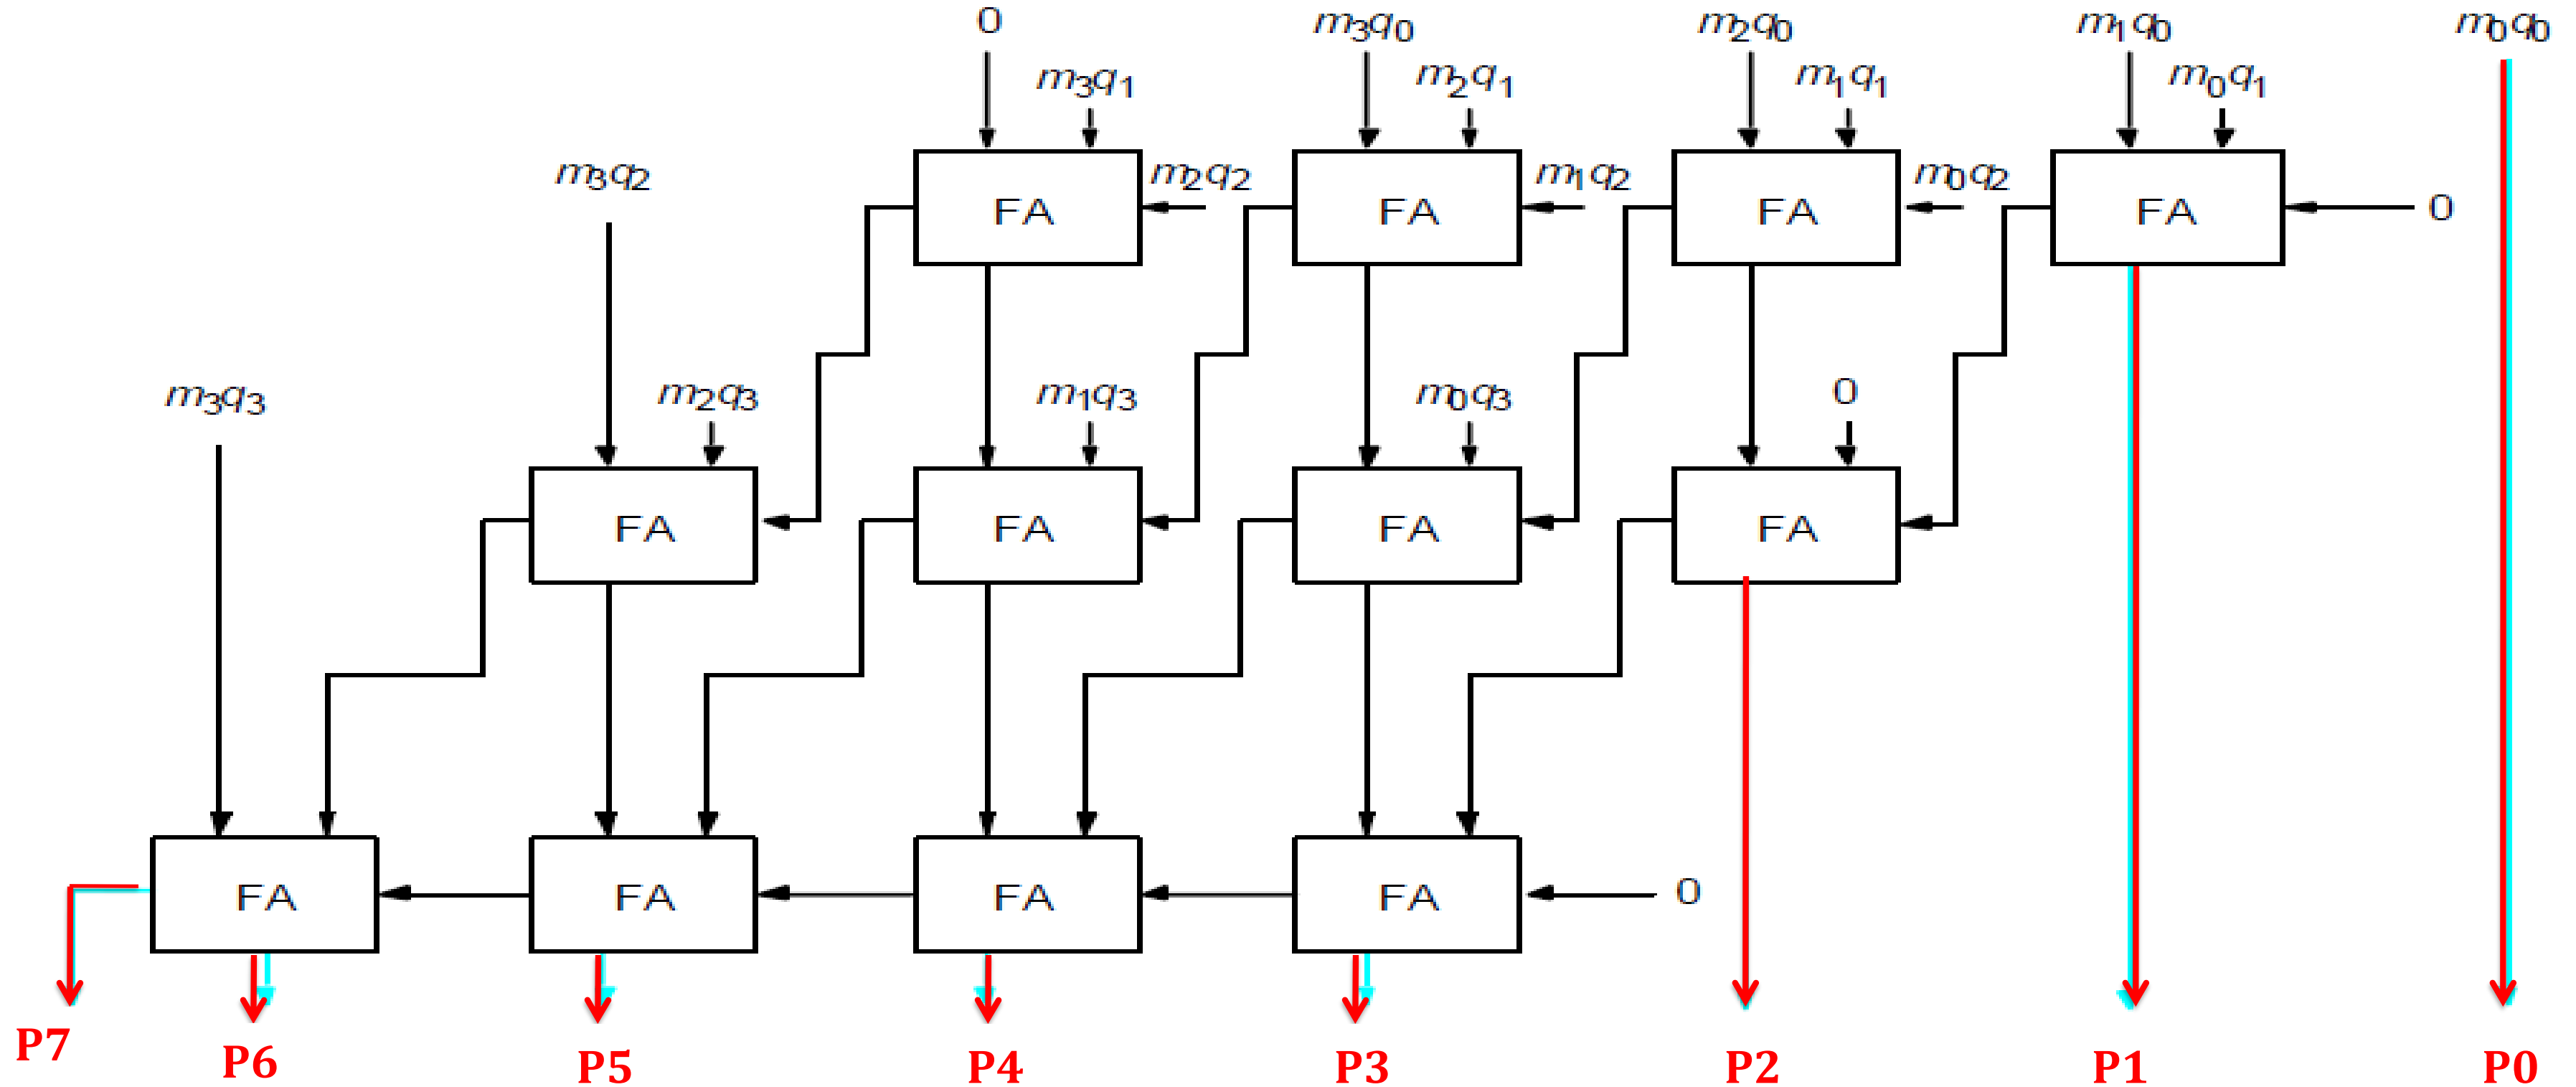 0 m₃q₀ m₂q₀ m₁q₀ m₀q₀
m₃q₁ m₂q₁ m₁q₁ m₀q₁
m₃q₂ FA m₂q₂ FA m₁q₂ FA m₀q₂ FA 0
m₃q₃ m₂q₃ m₁q₃ m₀q₃ 0
FA FA FA FA
FA FA FA FA 0
P7 P6 P5 P4 P3 P2 P1 P0